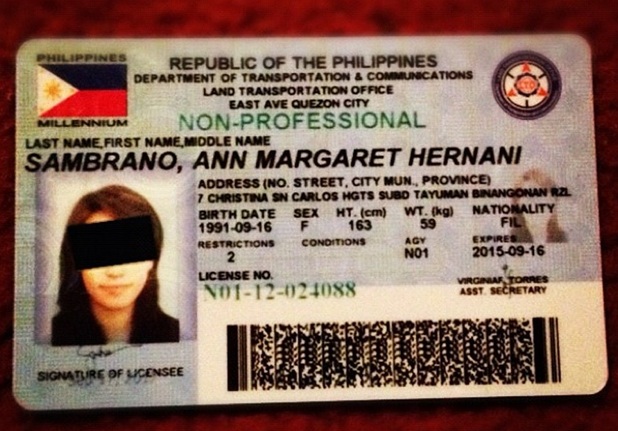 PHILIPPINES
REPUBLIC OF THE PHILIPPINES
DEPARTMENT OF TRANSPORTATION & COMMUNICATIONS
LAND TRANSPORTATION OFFICE
EAST AVE QUEZON CITY
MILLENNIUM
NON-PROFESSIONAL
LAST NAME,FIRST NAME,MIDDLE NAME
SAMBRANO, ANN MARGARET HERNANI
ADDRESS (NO. STREET, CITY MUN., PROVINCE)
7 CHRISTINA SN CARLOS HGTS SUBD TAYUMAN BINANGONAN RZL
BIRTH DATE SEX HT. (cm) WT. (kg) NATIONALITY
1991-09-16 F 163 59 FIL
RESTRICTIONS CONDITIONS AGY EXPIRES
2 N01 2015-09-16
LICENSE NO.
N01-12-024088
VIRGINIA F. TORRES
ASST. SECRETARY
SIGNATURE OF LICENSEE